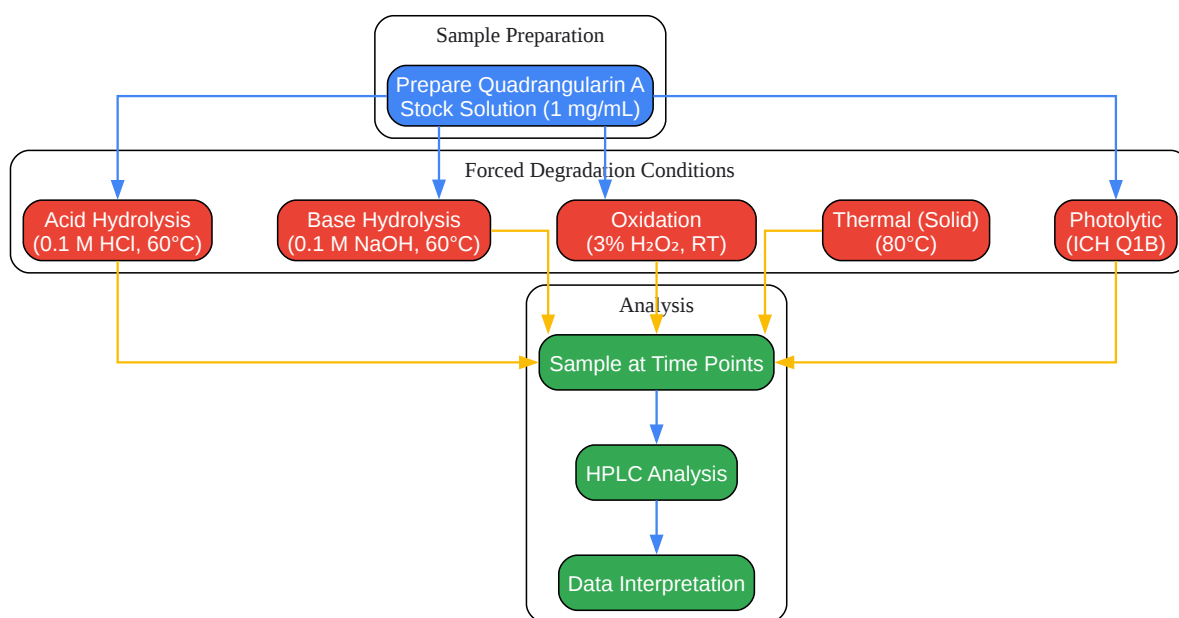 Sample Preparation
Prepare Quadrangularin A
Stock Solution (1 mg/mL)
Forced Degradation Conditions
Acid Hydrolysis
(0.1 M HCl, 60°C)
Base Hydrolysis
(0.1 M NaOH, 60°C)
Oxidation
(3% H₂O₂, RT)
Thermal (Solid)
(80°C)
Photolytic
(ICH Q1B)
Analysis
Sample at Time Points
HPLC Analysis
Data Interpretation